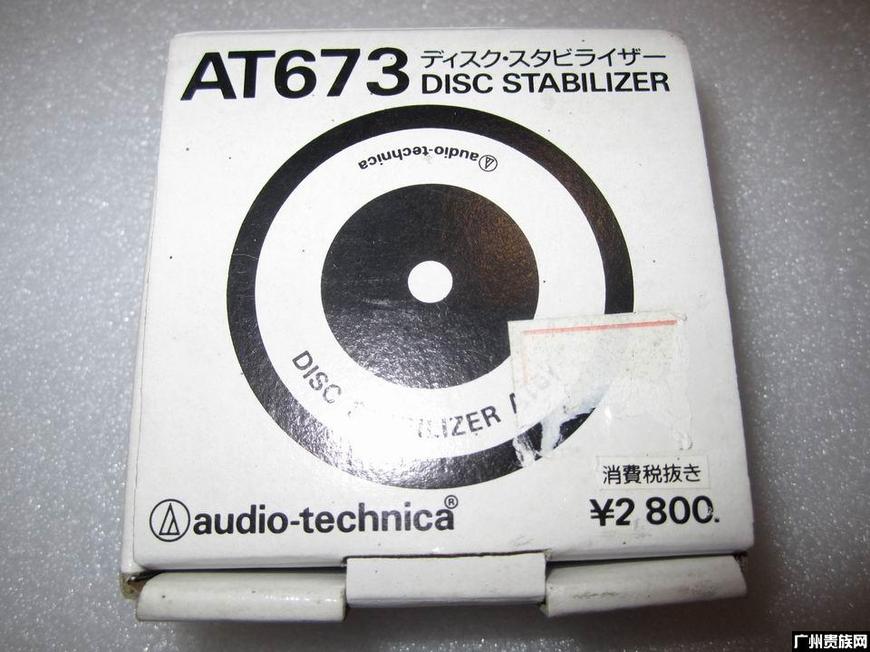 AT673
ディスク・スタビライザー
DISC STABILIZER
audio-technica
DISC
audio-technica®
消費税抜き
¥2 800.
广州贵族网